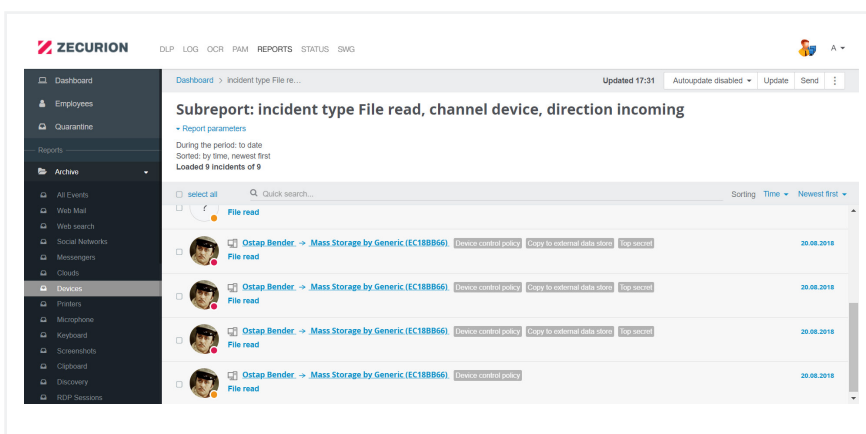 ZECURION DLP LOG OCR PAM REPORTS STATUS SWG A
Dashboard
Employees
Quarantine
Reports
Archive
All Events
Web Mail
Web search
Social Networks
Messengers
Clouds
Devices
Printers
Microphone
Keyboard
Screenshots
Clipboard
Discovery
RDP Sessions
Dashboard > incident type File re... Updated 17:31 Autoupdate disabled Update Send
Subreport: incident type File read, channel device, direction incoming
Report parameters
During the period: to date
Sorted: by time, newest first
Loaded 9 incidents of 9
select all Quick search... Sorting Time Newest first
? File read
Ostap Bender → Mass Storage by Generic (EC18BB66) Device control policy Copy to external data store Top secret 20.08.2018
File read
Ostap Bender → Mass Storage by Generic (EC18BB66) Device control policy Copy to external data store Top secret 20.08.2018
File read
Ostap Bender → Mass Storage by Generic (EC18BB66) Device control policy Copy to external data store Top secret 20.08.2018
File read
Ostap Bender → Mass Storage by Generic (EC18BB66) Device control policy 20.08.2018
File read